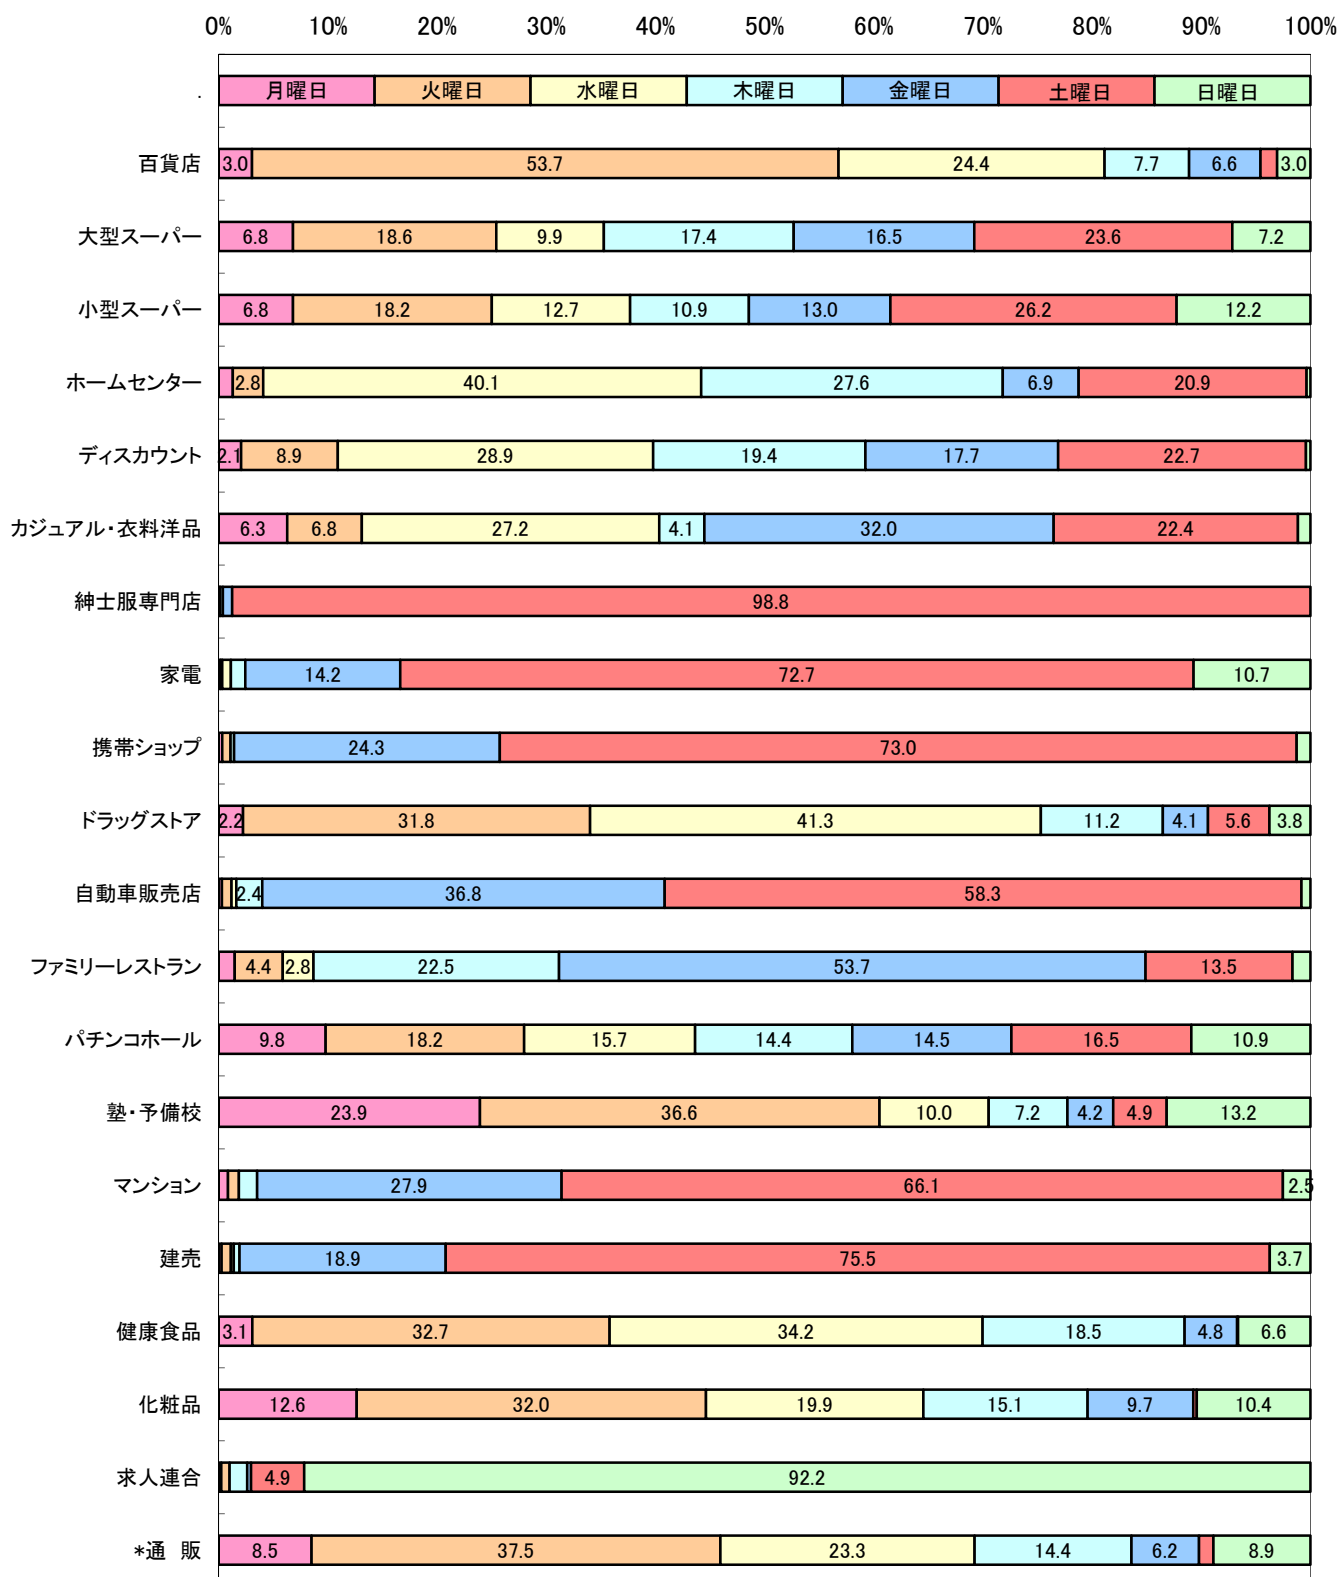 0% 10% 20% 30% 40% 50% 60% 70% 80% 90% 100%
. 月曜日 火曜日 水曜日 木曜日 金曜日 土曜日 日曜日
百貨店 3.0 53.7 24.4 7.7 6.6 3.0
大型スーパー 6.8 18.6 9.9 17.4 16.5 23.6 7.2
小型スーパー 6.8 18.2 12.7 10.9 13.0 26.2 12.2
ホームセンター 2.8 40.1 27.6 6.9 20.9
ディスカウント 2.1 8.9 28.9 19.4 17.7 22.7
カジュアル・衣料洋品 6.3 6.8 27.2 4.1 32.0 22.4
紳士服専門店 98.8
家電 14.2 72.7 10.7
携帯ショップ 24.3 73.0
ドラッグストア 2.2 31.8 41.3 11.2 4.1 5.6 3.8
自動車販売店 2.4 36.8 58.3
ファミリーレストラン 4.4 2.8 22.5 53.7 13.5
パチンコホール 9.8 18.2 15.7 14.4 14.5 16.5 10.9
塾・予備校 23.9 36.6 10.0 7.2 4.2 4.9 13.2
マンション 27.9 66.1 2.5
建売 18.9 75.5 3.7
健康食品 3.1 32.7 34.2 18.5 4.8 6.6
化粧品 12.6 32.0 19.9 15.1 9.7 10.4
求人連合 4.9 92.2
*通 販 8.5 37.5 23.3 14.4 6.2 8.9